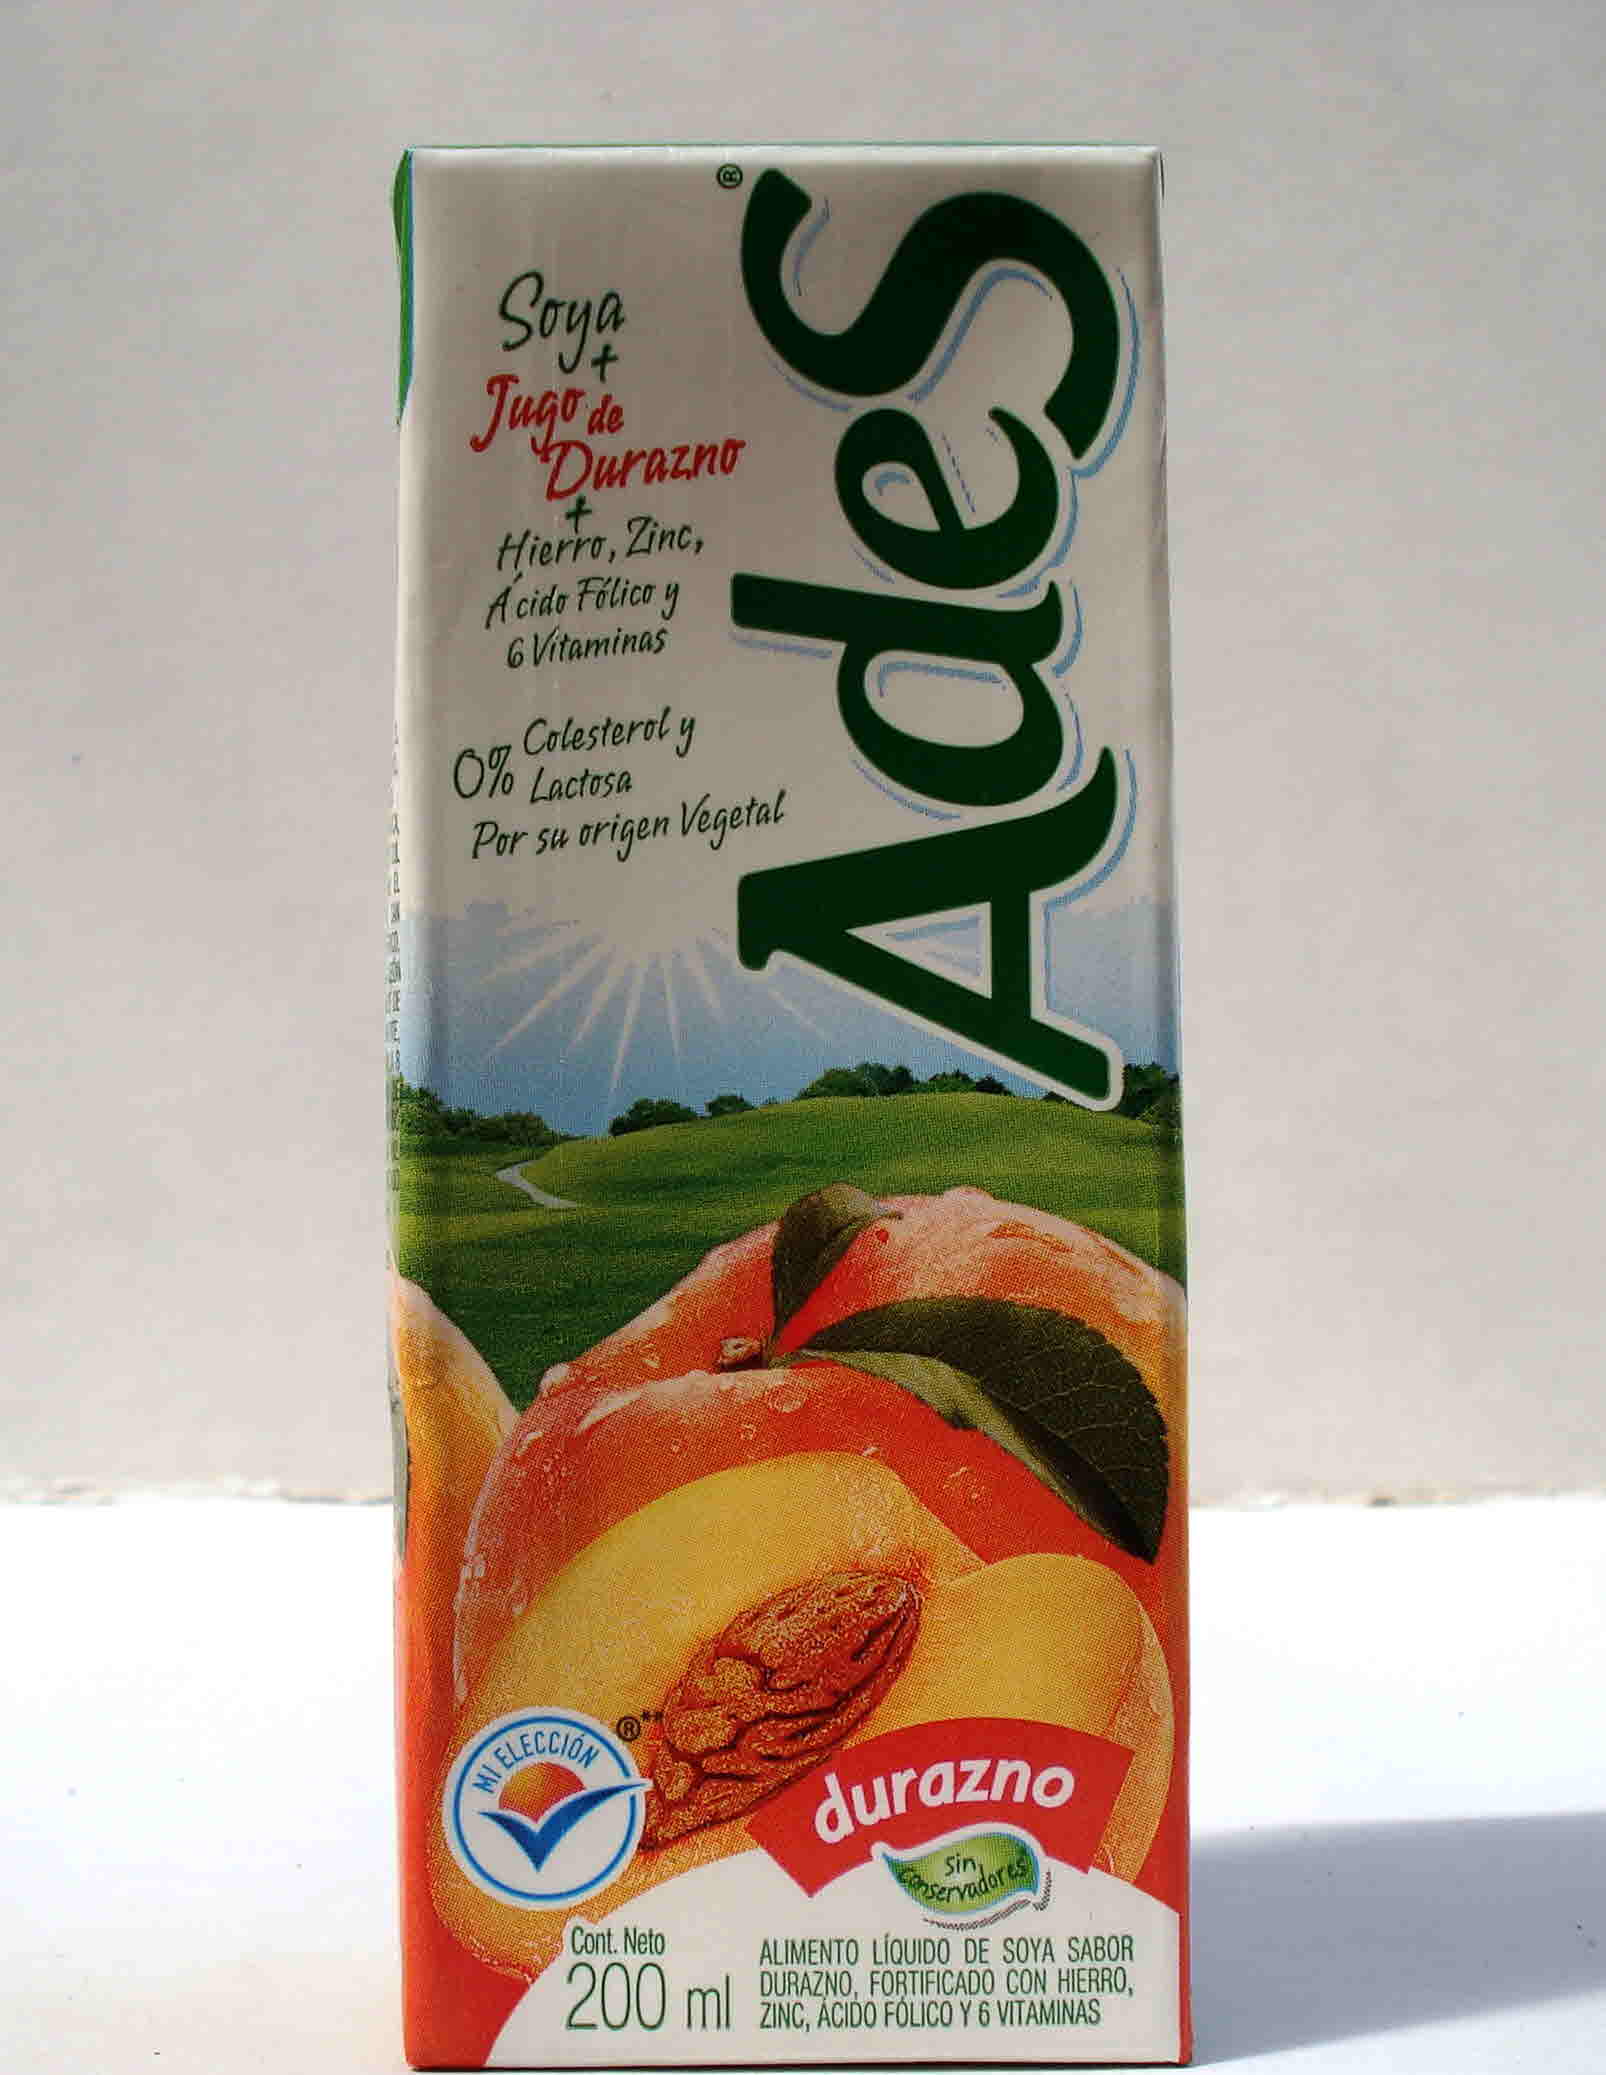 AdeS®
Soya
+
Jugo de
Durazno
+
Hierro, Zinc,
Ácido Fólico y
6 Vitaminas
0% Colesterol y
Lactosa
Por su origen Vegetal
MI ELECCIÓN
®**
durazno
Sin
Conservadores
Cont. Neto
200 ml
ALIMENTO LÍQUIDO DE SOYA SABOR
DURAZNO, FORTIFICADO CON HIERRO,
ZINC, ÁCIDO FÓLICO Y 6 VITAMINAS